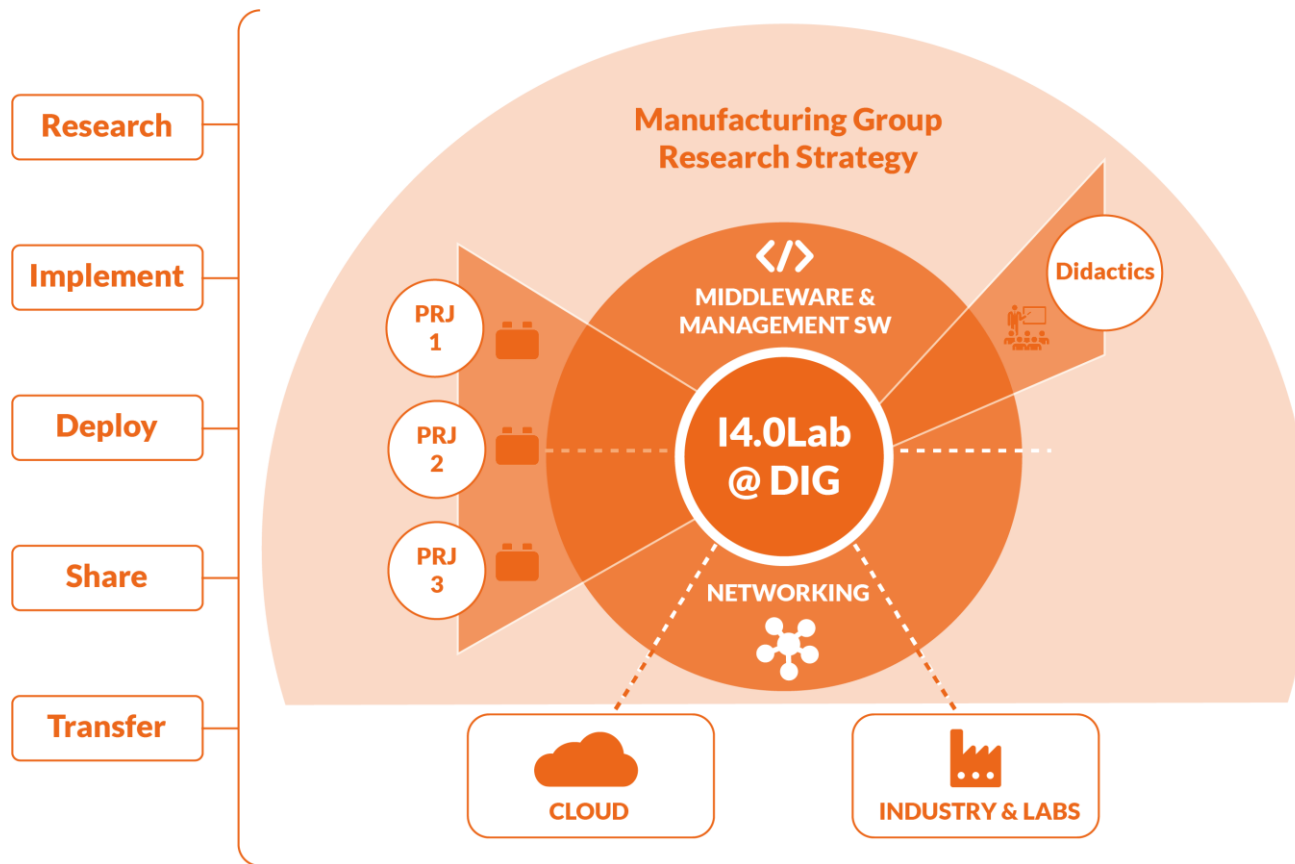 Research
Implement
Deploy
Share
Transfer
Manufacturing Group
Research Strategy
MIDDLEWARE &
MANAGEMENT SW
Didactics
PRJ
1
PRJ
2
PRJ
3
I4.0Lab
@ DIG
NETWORKING
CLOUD
INDUSTRY & LABS